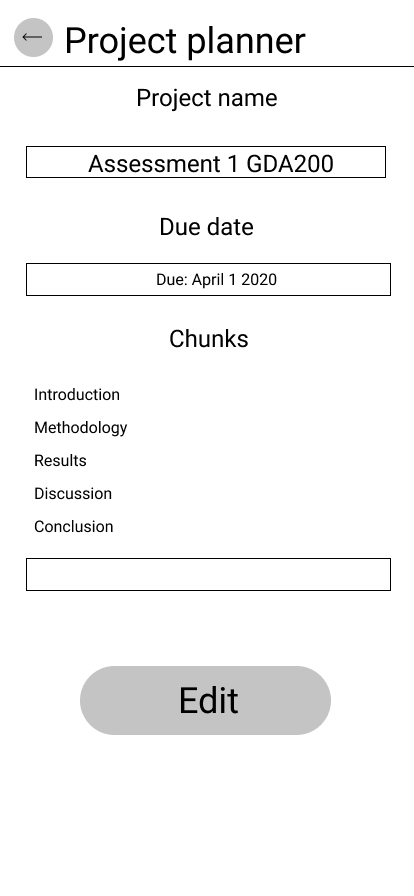 Project planner
Project name
Assessment 1 GDA200
Due date
Due: April 1 2020
Chunks
Introduction
Methodology
Results
Discussion
Conclusion
Edit